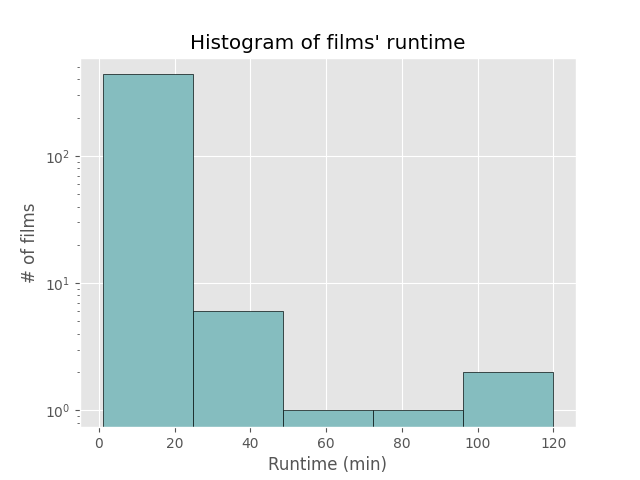 Histogram of films' runtime
# of films
10²
10¹
10⁰
0 20 40 60 80 100 120
Runtime (min)